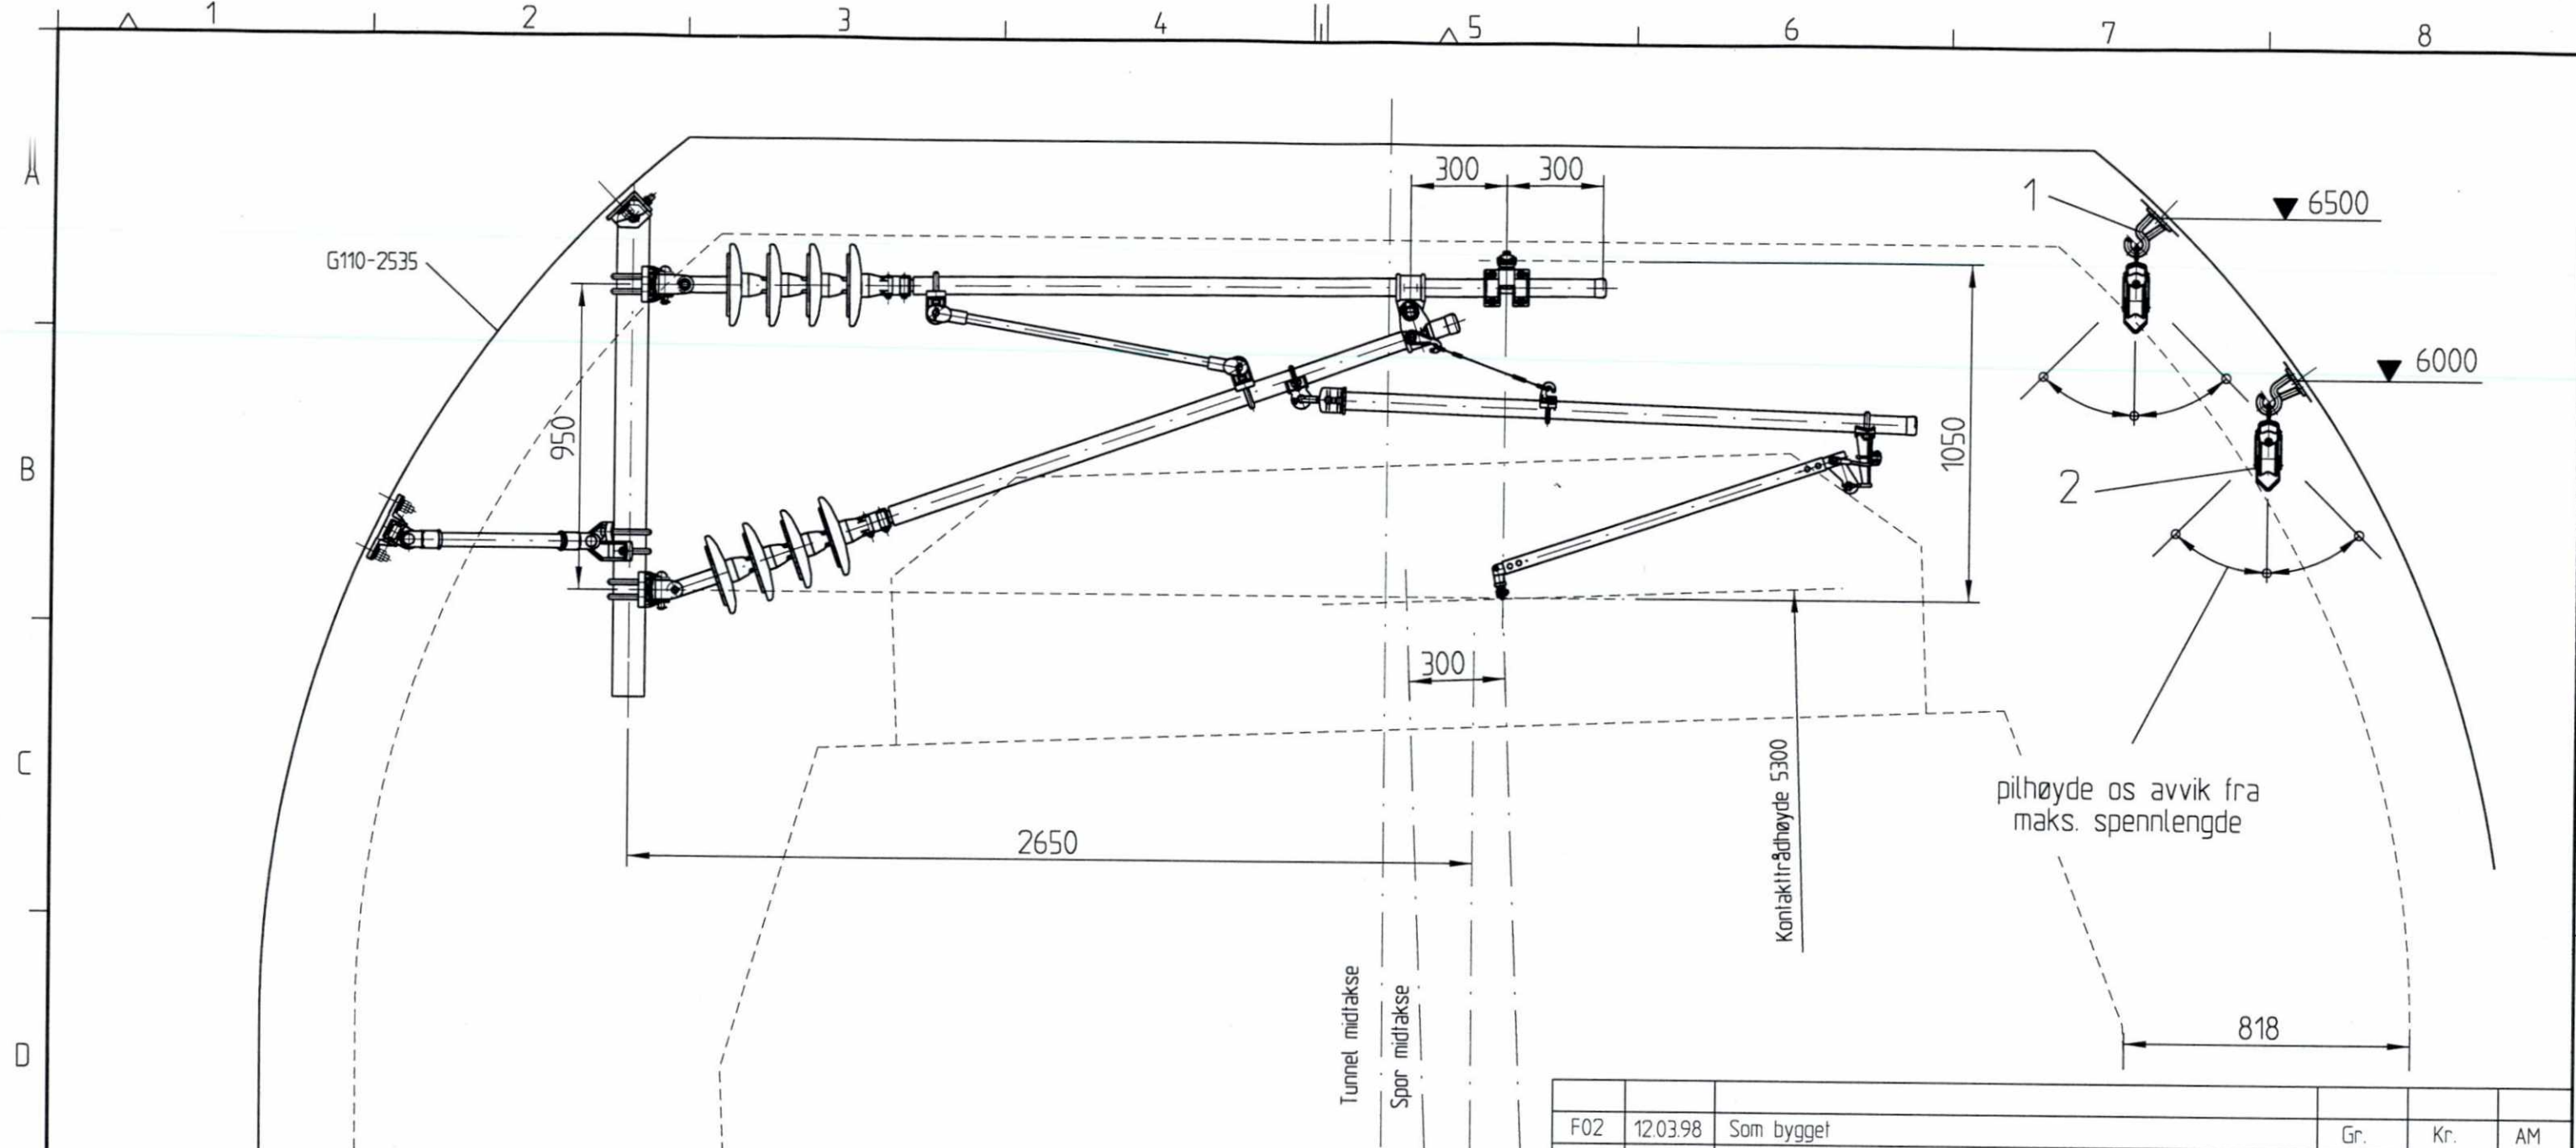 1 2 3 4 5 6 7 8
A
300 300
1
6500
G110-2535
6000
950
1050
B
2
300
C
Kontakttrådhøyde 5300
pilhøyde os avvik fra
maks. spennlengde
2650
Tunnel midtakse
Spor midtakse
D
818
F02 12.03.98 Som bygget Gr. Kr. AM